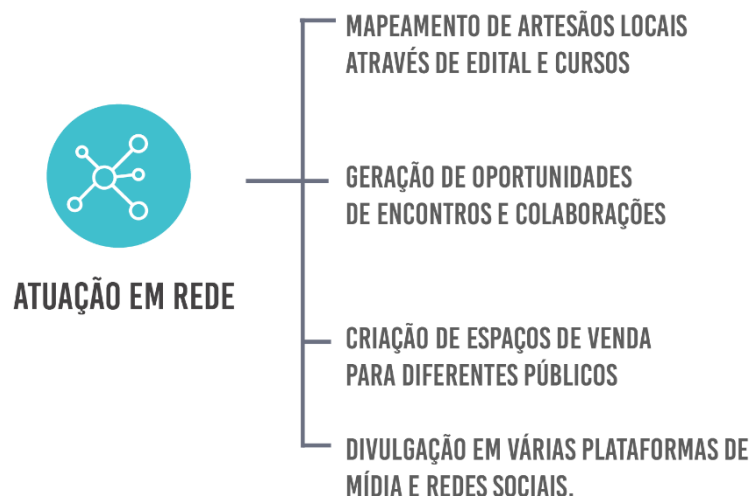 MAPEAMENTO DE ARTESÃOS LOCAIS
ATRAVÉS DE EDITAL E CURSOS
GERAÇÃO DE OPORTUNIDADES
DE ENCONTROS E COLABORAÇÕES
ATUAÇÃO EM REDE
CRIAÇÃO DE ESPAÇOS DE VENDA
PARA DIFERENTES PÚBLICOS
DIVULGAÇÃO EM VÁRIAS PLATAFORMAS DE
MÍDIA E REDES SOCIAIS.